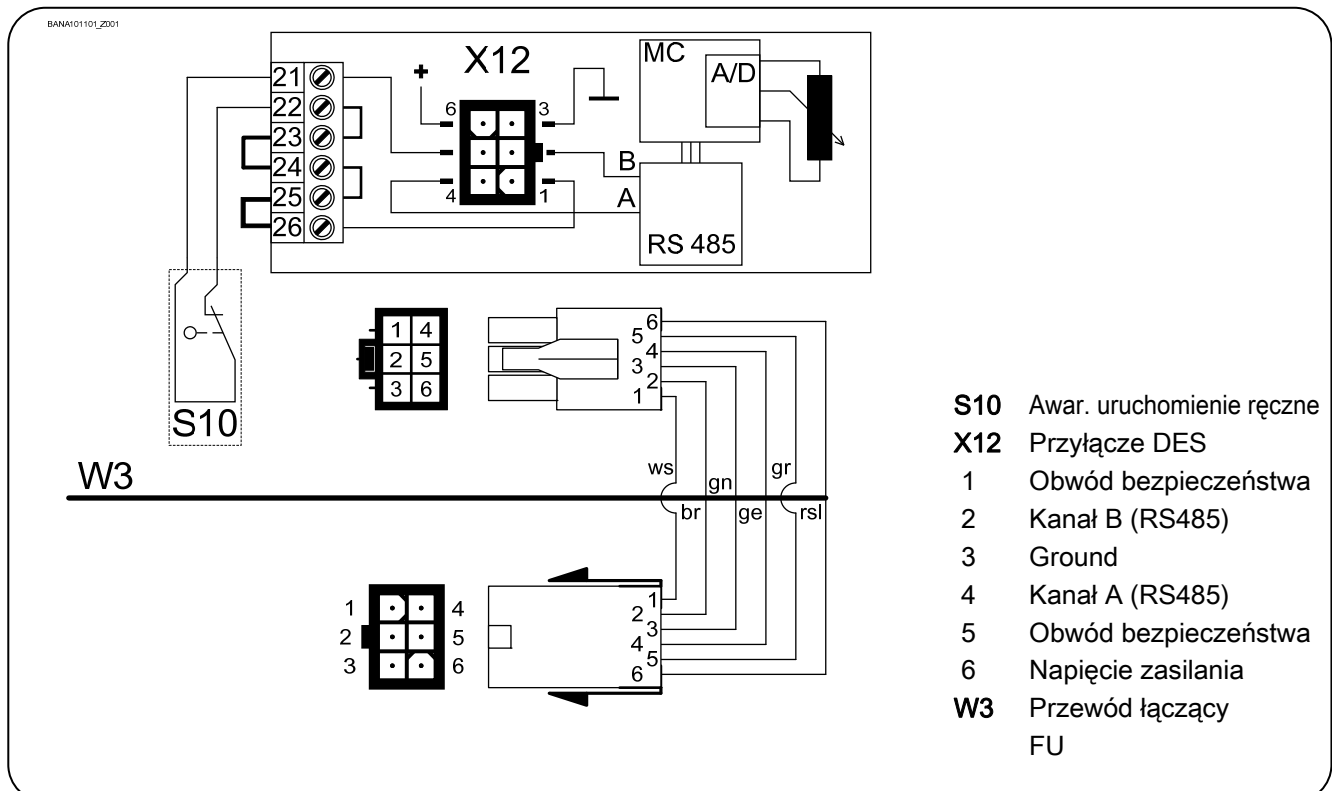 BANA101101_Z001
X12
MC
A/D
21
22
23
24
25
26
+
6
3
4
1
B
A
RS 485
S10
1 4
2 5
3 6
6
5
4
3
2
1
W3
ws
gn
gr
br
ge
rsl
1 4
2 5
3 6
1
2
3
4
5
6
S10 Awar. uruchomienie ręczne
X12 Przyłącze DES
1 Obwód bezpieczeństwa
2 Kanał B (RS485)
3 Ground
4 Kanał A (RS485)
5 Obwód bezpieczeństwa
6 Napięcie zasilania
W3 Przewód łączący
FU